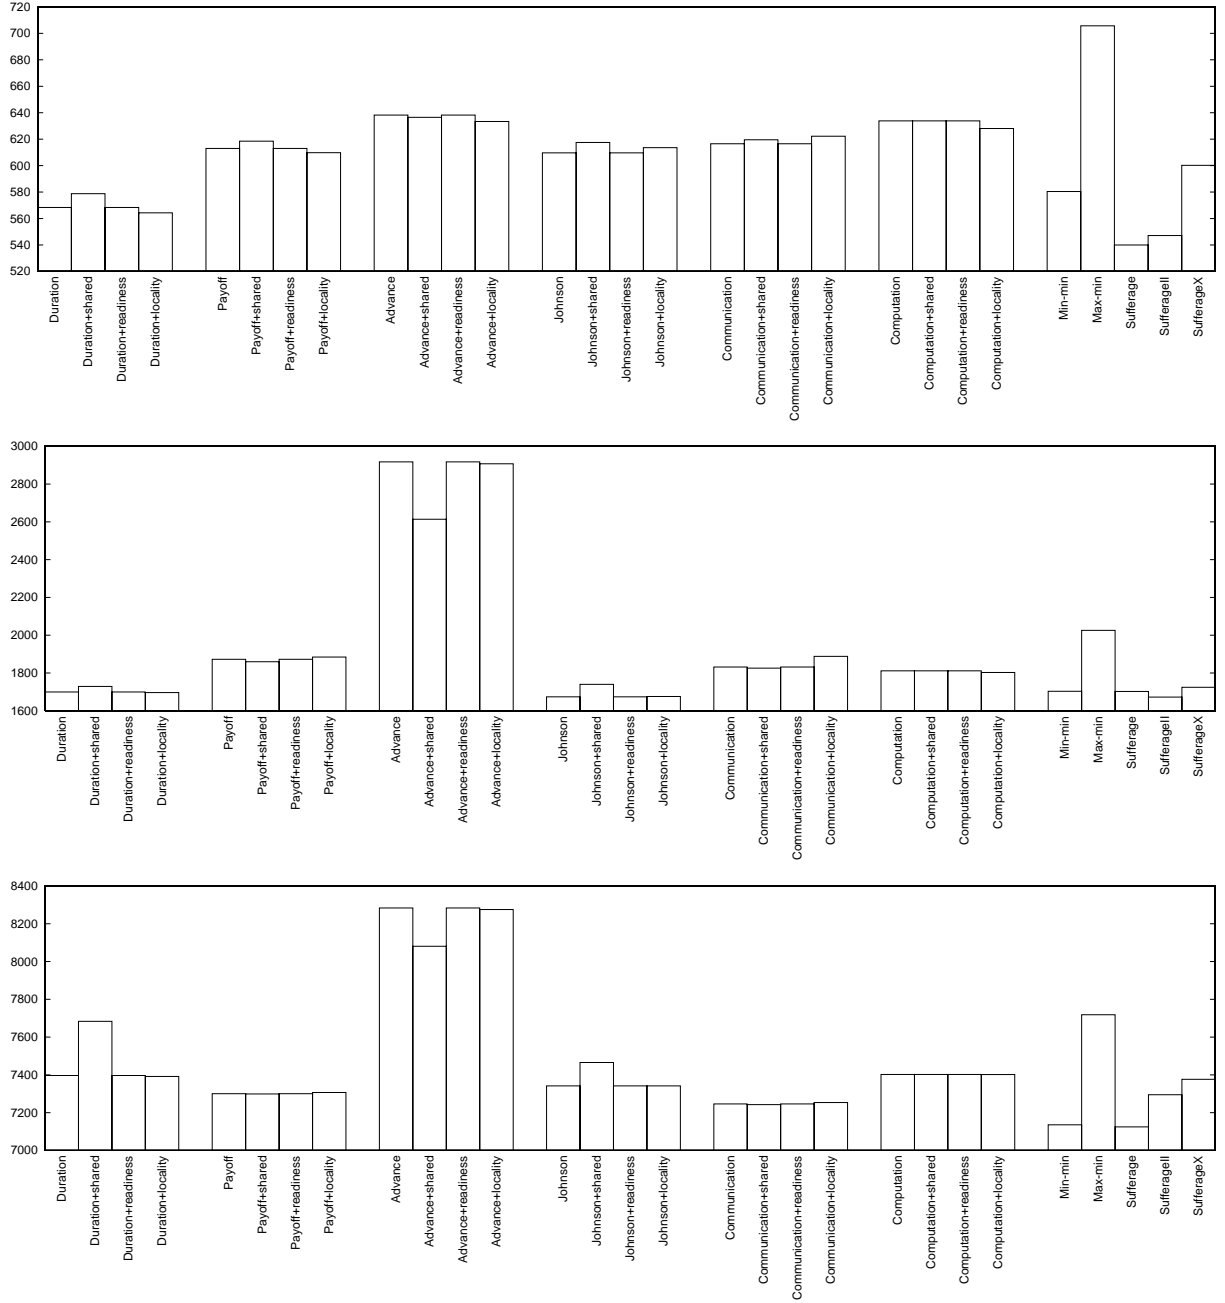 720
700
680
660
640
620
600
580
560
540
520
Duration
Duration+shared
Duration+readiness
Duration+locality
Payoff
Payoff+shared
Payoff+readiness
Payoff+locality
Advance
Advance+shared
Advance+readiness
Advance+locality
Johnson
Johnson+shared
Johnson+readiness
Johnson+locality
Communication
Communication+shared
Communication+readiness
Communication+locality
Computation
Computation+shared
Computation+readiness
Computation+locality
Min-min
Max-min
Sufferage
SufferageII
SufferageX
3000
2800
2600
2400
2200
2000
1800
1600
Duration
Duration+shared
Duration+readiness
Duration+locality
Payoff
Payoff+shared
Payoff+readiness
Payoff+locality
Advance
Advance+shared
Advance+readiness
Advance+locality
Johnson
Johnson+shared
Johnson+readiness
Johnson+locality
Communication
Communication+shared
Communication+readiness
Communication+locality
Computation
Computation+shared
Computation+readiness
Computation+locality
Min-min
Max-min
Sufferage
SufferageII
SufferageX
8400
8200
8000
7800
7600
7400
7200
7000
Duration
Duration+shared
Duration+readiness
Duration+locality
Payoff
Payoff+shared
Payoff+readiness
Payoff+locality
Advance
Advance+shared
Advance+readiness
Advance+locality
Johnson
Johnson+shared
Johnson+readiness
Johnson+locality
Communication
Communication+shared
Communication+readiness
Communication+locality
Computation
Computation+shared
Computation+readiness
Computation+locality
Min-min
Max-min
Sufferage
SufferageII
SufferageX